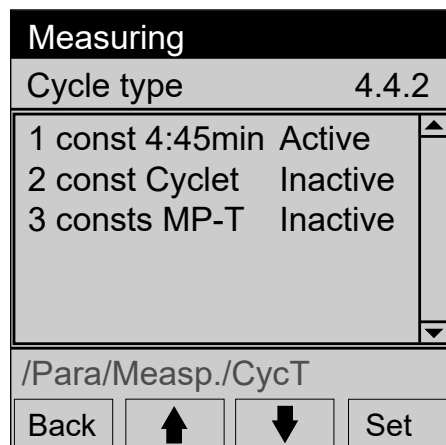 Measuring
Cycle type 4.4.2
1 const 4:45min Active
2 const Cyclet Inactive
3 consts MP-T Inactive
/Para/Measp./CycT
Back Set